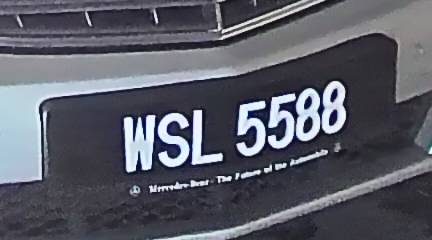 WSL 5588
Mercedes-Benz - The Future of the Automobile